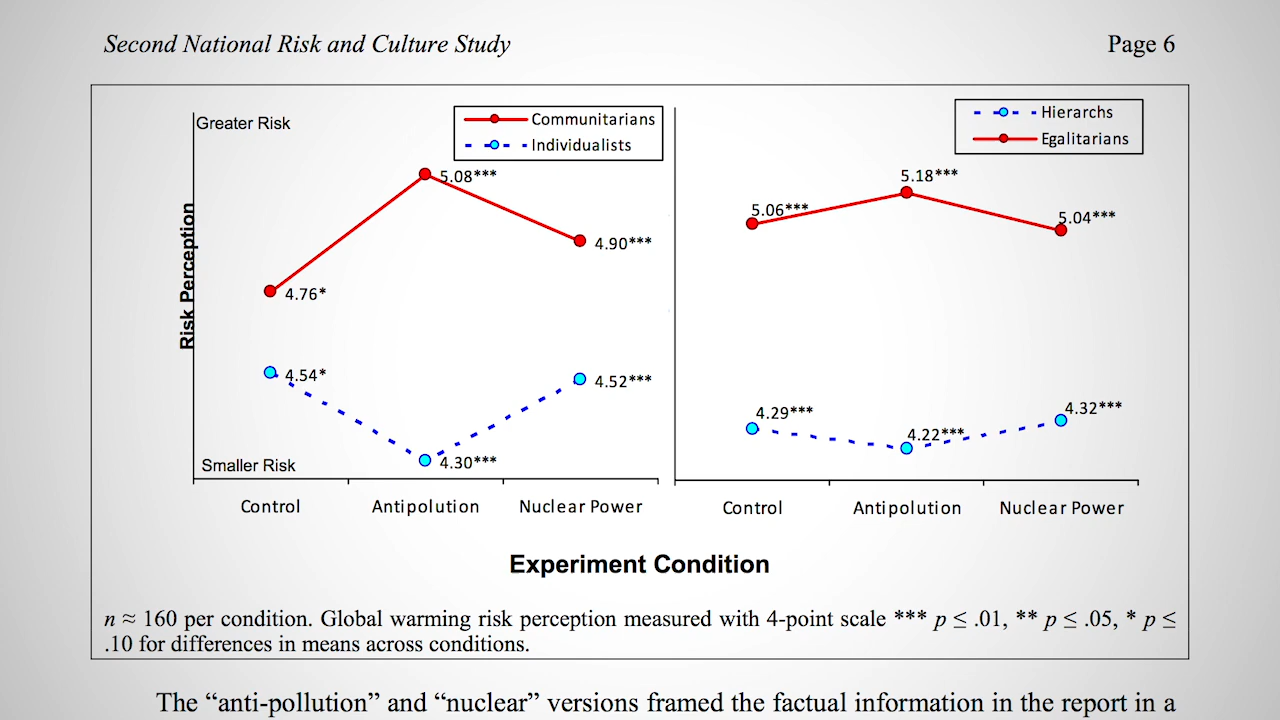 Second National Risk and Culture Study
Page 6
Greater Risk
Communitarians
Individualists
Hierarchs
Egalitarians
Risk Perception
5.08***
4.90***
4.76*
4.54*
4.52***
4.30***
5.06***
5.18***
5.04***
4.29***
4.22***
4.32***
Smaller Risk
Control
Antipolution
Nuclear Power
Control
Antipolution
Nuclear Power
Experiment Condition
n ≈ 160 per condition. Global warming risk perception measured with 4-point scale *** p ≤ .01, ** p ≤ .05, * p ≤
.10 for differences in means across conditions.
The “anti-pollution” and “nuclear” versions framed the factual information in the report in a